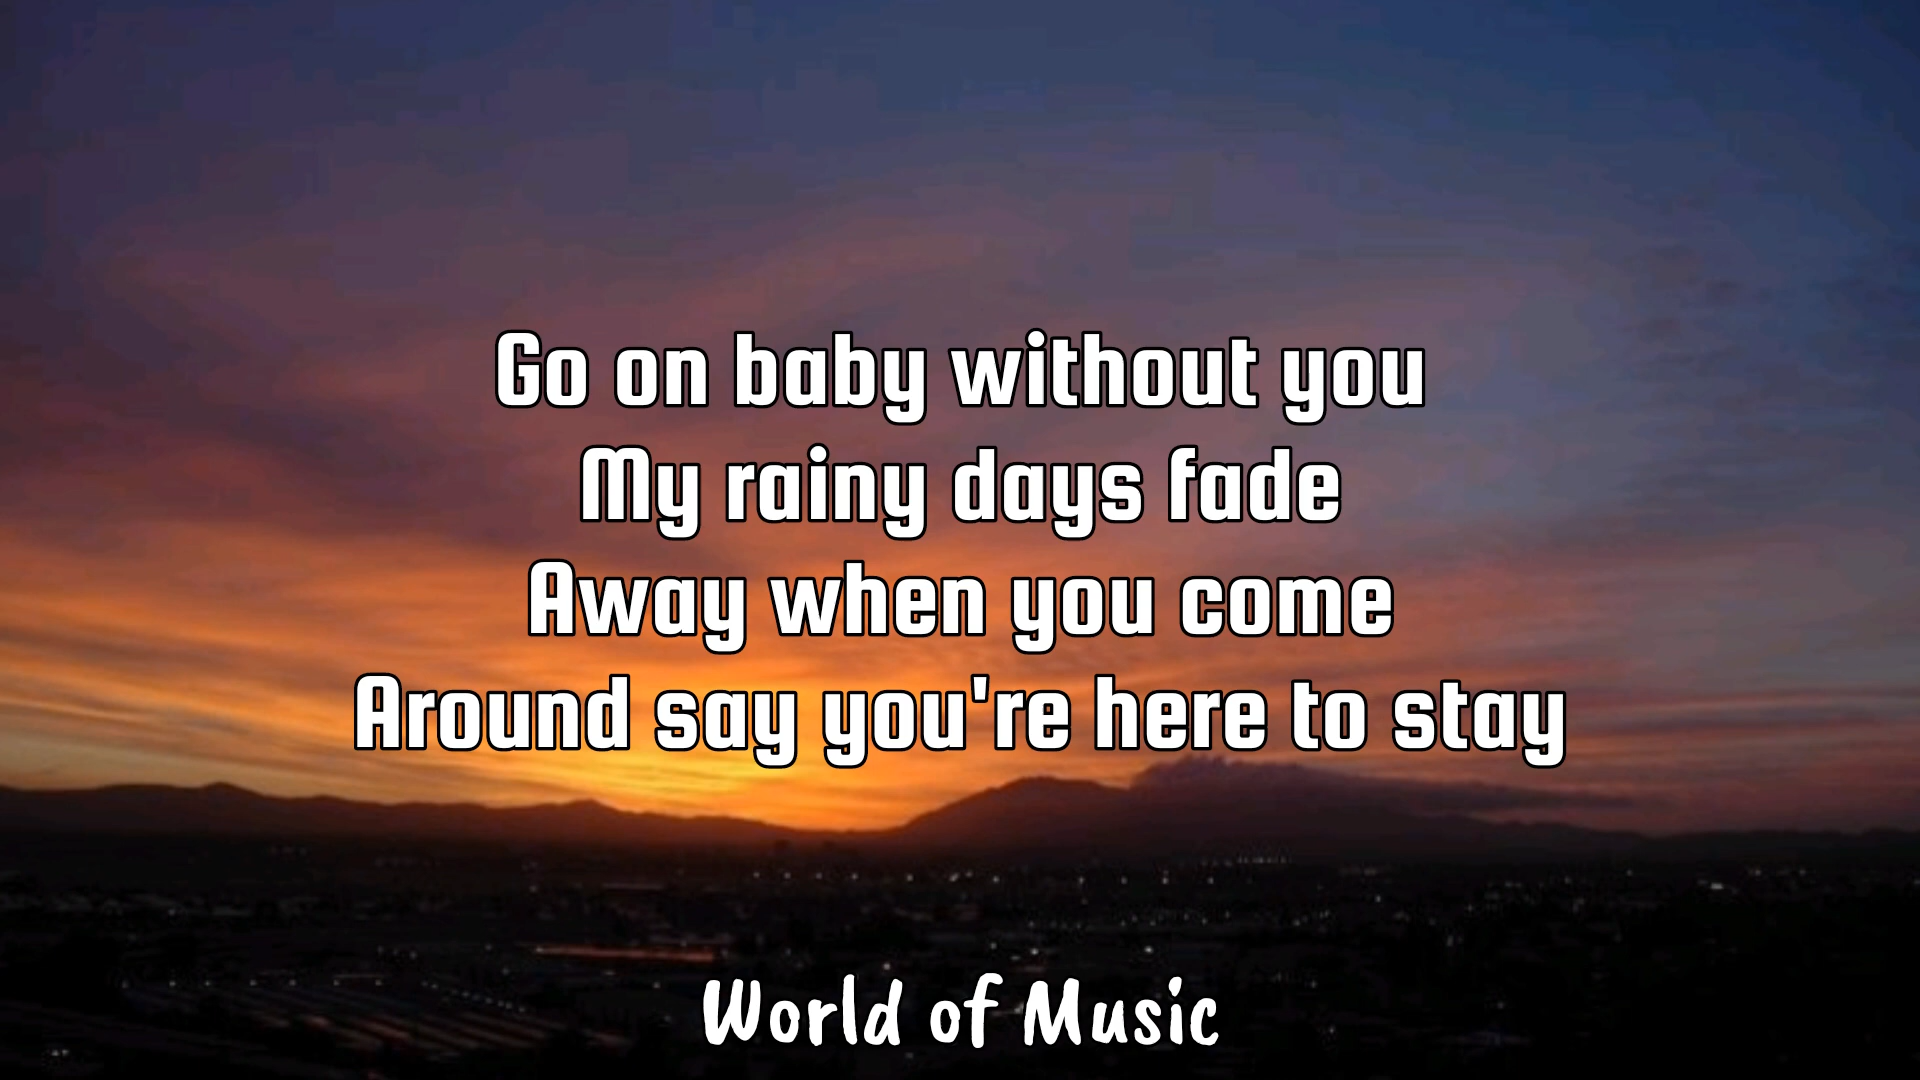 Go on baby without you
My rainy days fade
Away when you come
Around say you're here to stay
World of Music